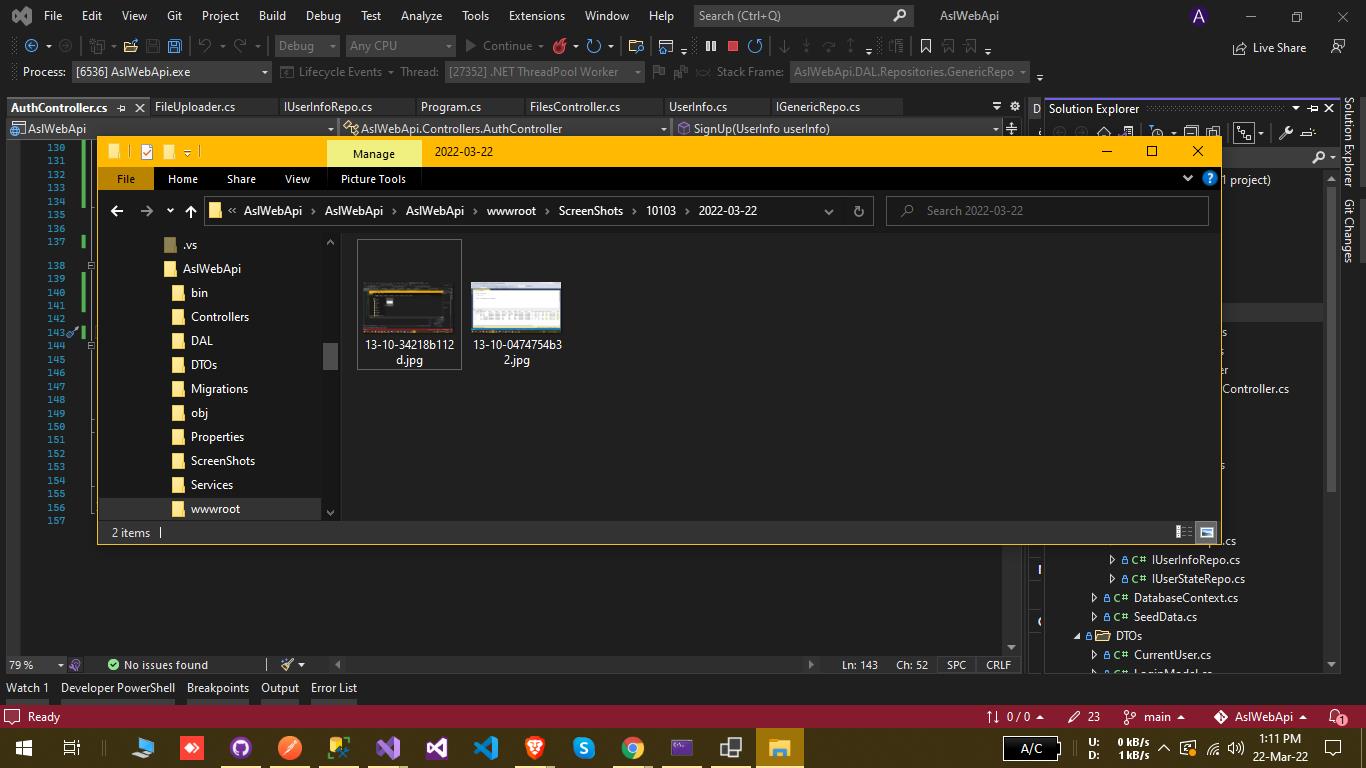 File Edit View Git Project Build Debug Test Analyze Tools Extensions Window Help Search (Ctrl+Q) AslWebApi A
Debug Any CPU Continue Live Share
Process: [6536] AslWebApi.exe Lifecycle Events Thread: [27352] .NET ThreadPool Worker Stack Frame: AslWebApi.DAL.Repositories.GenericRepo
AuthController.cs FileUploader.cs IUserInfoRepo.cs Program.cs FilesController.cs UserInfo.cs IGenericRepo.cs D Solution Explorer
AslWebApi AslWebApi.Controllers.AuthController SignUp(UserInfo userInfo)
Solution Explorer
Git Changes
130
131
132
133
134
135
136
137
138
139
140
141
142
143
144
145
146
147
148
149
150
151
152
153
154
155
156
157
Manage 2022-03-22
File Home Share View Picture Tools
« AslWebApi › AslWebApi › AslWebApi › wwwroot › ScreenShots › 10103 › 2022-03-22 Search 2022-03-22
.vs
AslWebApi
bin
Controllers
DAL
DTOs
Migrations
obj
Properties
ScreenShots
Services
wwwroot
13-10-34218b112
d.jpg
13-10-0474754b3
2.jpg
2 items
1 project)
Controller.cs
.cs
IUserInfoRepo.cs
IUserStateRepo.cs
DatabaseContext.cs
SeedData.cs
DTOs
CurrentUser.cs
LoginModel.cs
79 % No issues found Ln: 143 Ch: 52 SPC CRLF
Watch 1 Developer PowerShell Breakpoints Output Error List
Ready 0 / 0 23 main AslWebApi 1
A/C U: 0 kB/s
D: 1 kB/s
1:11 PM
22-Mar-22